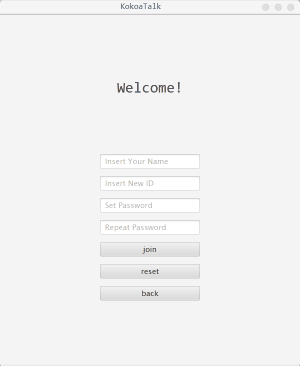 KokoaTalk
Welcome!
Insert Your Name
Insert New ID
Set Password
Repeat Password
join
reset
back